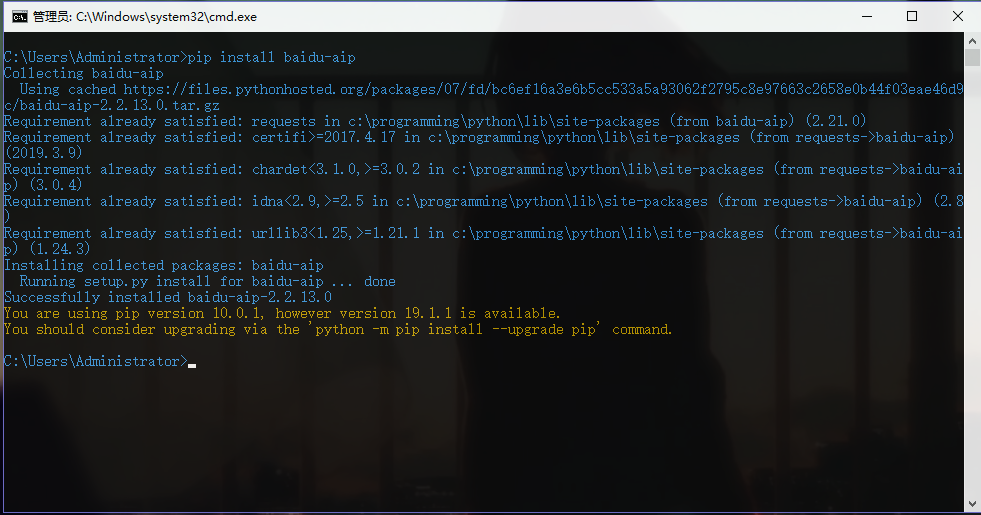 管理员: C:\Windows\system32\cmd.exe
C:\Users\Administrator>pip install baidu-aip
Collecting baidu-aip
  Using cached https://files.pythonhosted.org/packages/07/fd/bc6ef16a3e6b5cc533a5a93062f2795c8e97663c2658e0b44f03eae46d9
c/baidu-aip-2.2.13.0.tar.gz
Requirement already satisfied: requests in c:\programming\python\lib\site-packages (from baidu-aip) (2.21.0)
Requirement already satisfied: certifi>=2017.4.17 in c:\programming\python\lib\site-packages (from requests->baidu-aip)
(2019.3.9)
Requirement already satisfied: chardet<3.1.0,>=3.0.2 in c:\programming\python\lib\site-packages (from requests->baidu-ai
p) (3.0.4)
Requirement already satisfied: idna<2.9,>=2.5 in c:\programming\python\lib\site-packages (from requests->baidu-aip) (2.8
)
Requirement already satisfied: urllib3<1.25,>=1.21.1 in c:\programming\python\lib\site-packages (from requests->baidu-ai
p) (1.24.3)
Installing collected packages: baidu-aip
  Running setup.py install for baidu-aip ... done
Successfully installed baidu-aip-2.2.13.0
You are using pip version 10.0.1, however version 19.1.1 is available.
You should consider upgrading via the 'python -m pip install --upgrade pip' command.
C:\Users\Administrator>